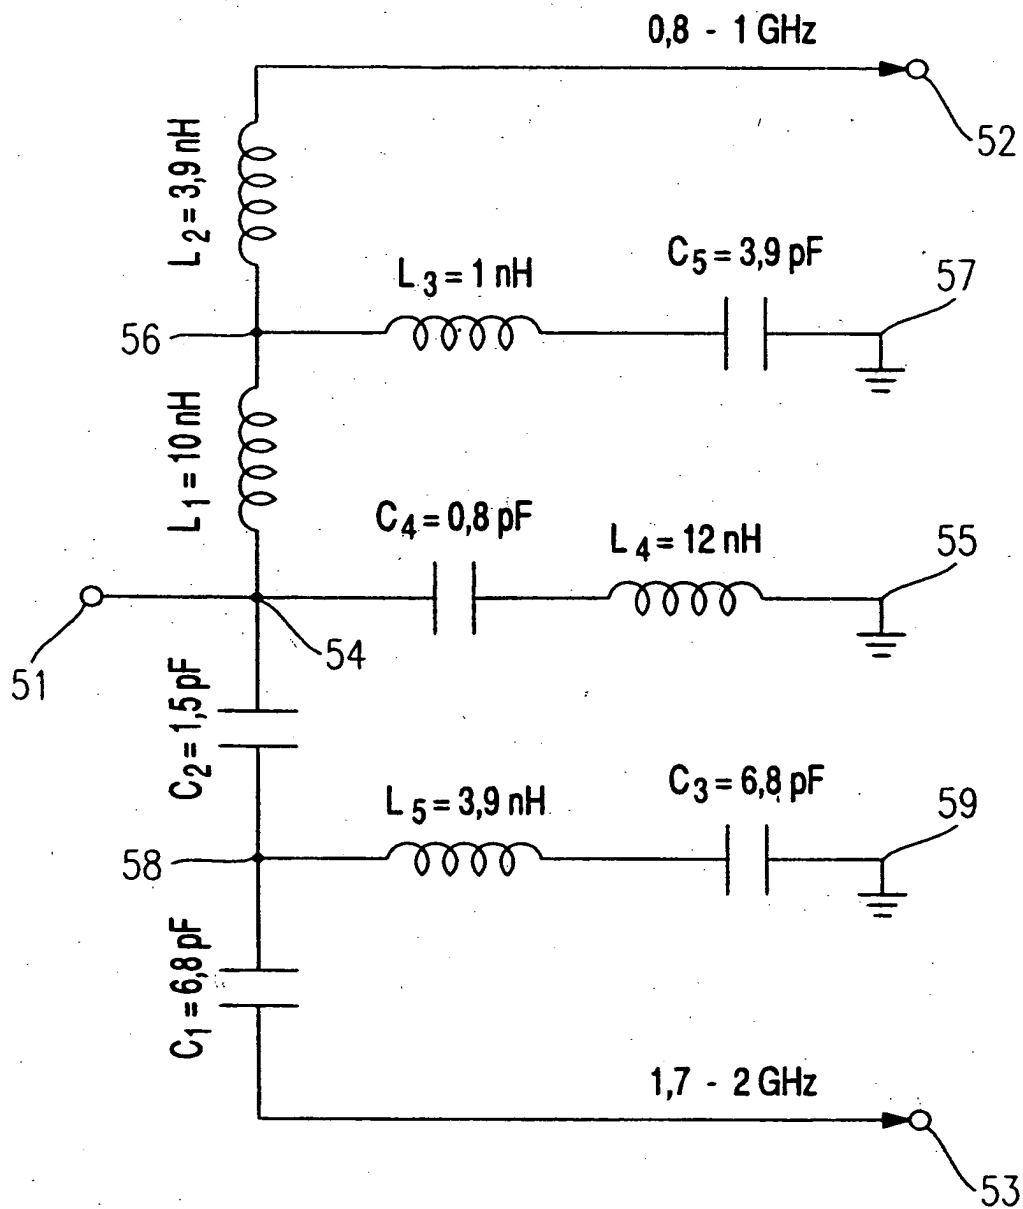 0,8 - 1 GHz
52
L2 = 3,9 nH
C5 = 3,9 pF
L3 = 1 nH
57
56
L1 = 10 nH
C4 = 0,8 pF
L4 = 12 nH
55
54
51
C2 = 1,5 pF
C3 = 6,8 pF
L5 = 3,9 nH
59
58
C1 = 6,8 pF
1,7 - 2 GHz
53